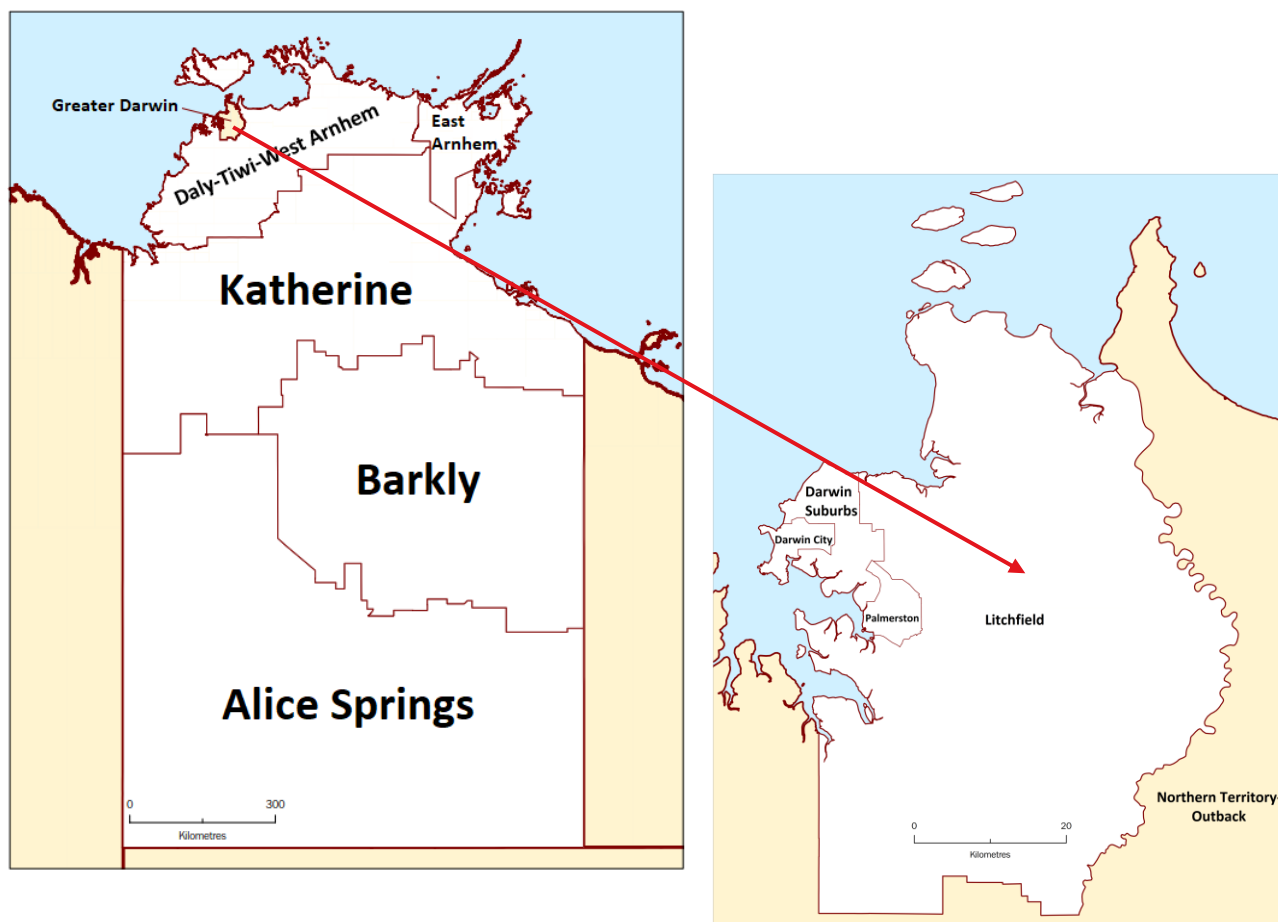 Greater Darwin
Daly-Tiwi-West Arnhem
East
Arnhem
Katherine
Barkly
Alice Springs
0 300
Kilometres
Darwin
Suburbs
Darwin City
Palmerston
Litchfield
Northern Territory-
Outback
0 20
Kilometres